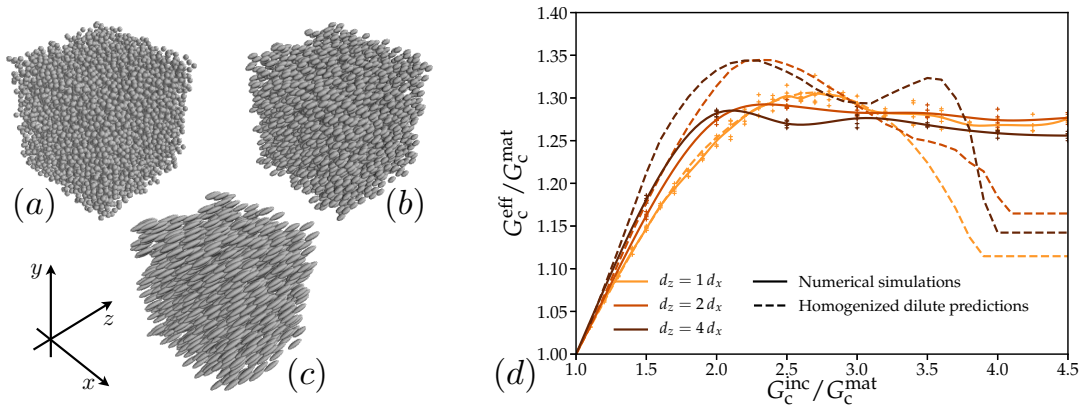 (a)
(b)
(c)
y
z
x
(d)
G_c^eff / G_c^mat
1.40
1.35
1.30
1.25
1.20
1.15
1.10
1.05
1.00
d_z = 1 d_x
d_z = 2 d_x
d_z = 4 d_x
Numerical simulations
Homogenized dilute predictions
1.0 1.5 2.0 2.5 3.0 3.5 4.0 4.5
G_c^inc / G_c^mat